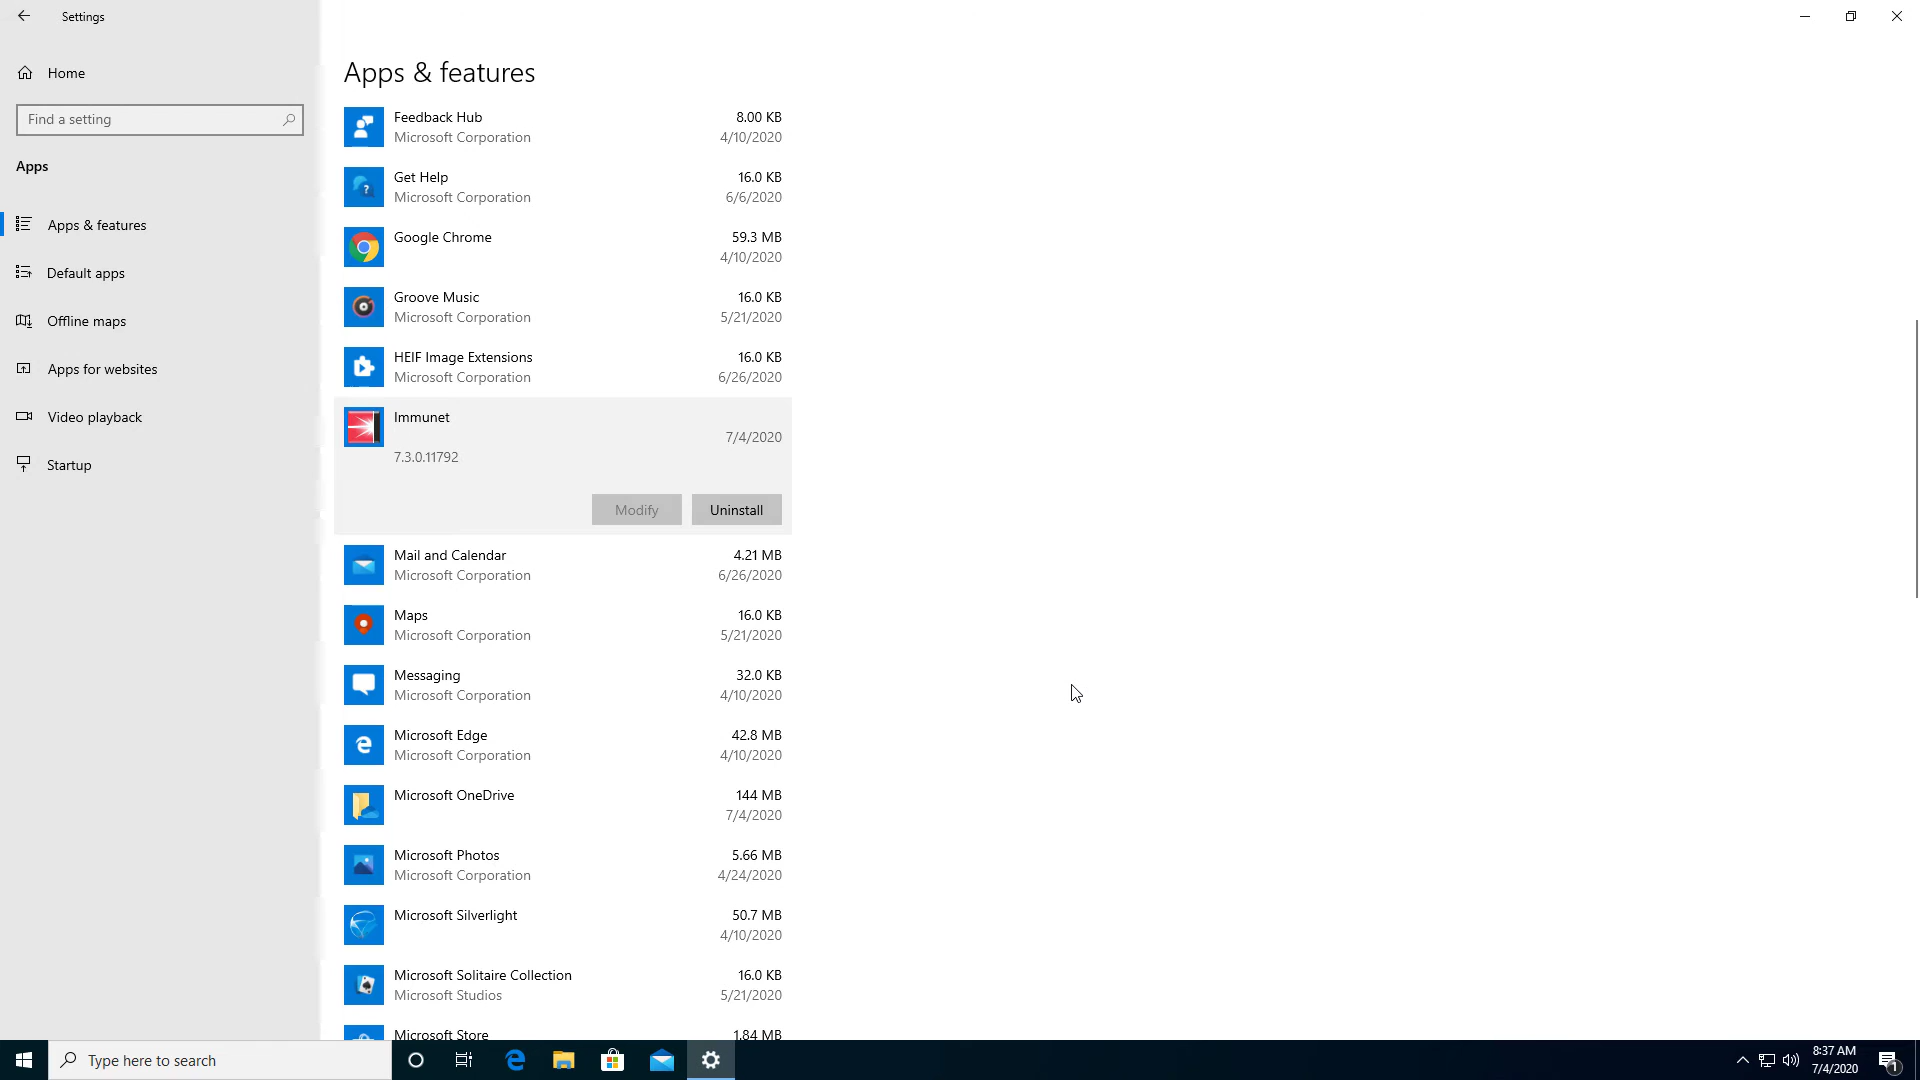 Settings
Home
Find a setting
Apps
Apps & features
Default apps
Offline maps
Apps for websites
Video playback
Startup
Apps & features
Feedback Hub 8.00 KB
Microsoft Corporation 4/10/2020
Get Help 16.0 KB
Microsoft Corporation 6/6/2020
Google Chrome 59.3 MB
4/10/2020
Groove Music 16.0 KB
Microsoft Corporation 5/21/2020
HEIF Image Extensions 16.0 KB
Microsoft Corporation 6/26/2020
Immunet
7/4/2020
7.3.0.11792
Modify Uninstall
Mail and Calendar 4.21 MB
Microsoft Corporation 6/26/2020
Maps 16.0 KB
Microsoft Corporation 5/21/2020
Messaging 32.0 KB
Microsoft Corporation 4/10/2020
Microsoft Edge 42.8 MB
Microsoft Corporation 4/10/2020
Microsoft OneDrive 144 MB
7/4/2020
Microsoft Photos 5.66 MB
Microsoft Corporation 4/24/2020
Microsoft Silverlight 50.7 MB
4/10/2020
Microsoft Solitaire Collection 16.0 KB
Microsoft Studios 5/21/2020
Microsoft Store 1.84 MB
Type here to search
8:37 AM
7/4/2020
1